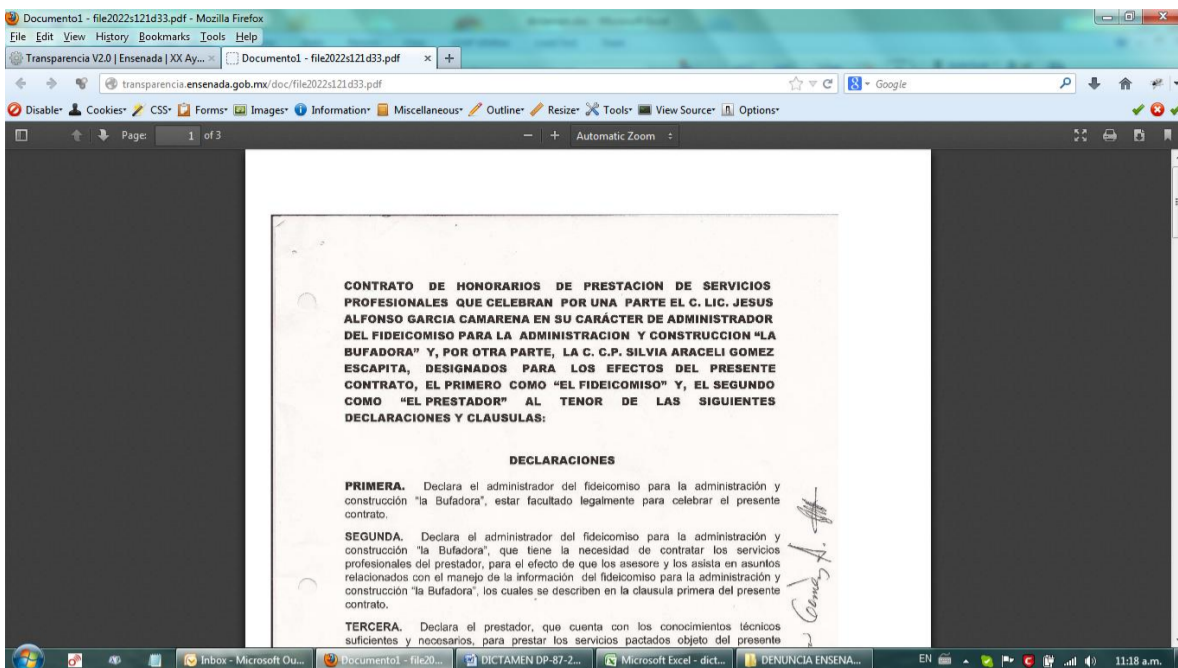 Documento1 - file2022s121d33.pdf - Mozilla Firefox
File Edit View History Bookmarks Tools Help
Transparencia V2.0 | Ensenada | XX Ay...
Documento1 - file2022s121d33.pdf
transparencia.ensenada.gob.mx/doc/file2022s121d33.pdf
Google
Disable Cookies CSS Forms Images Information Miscellaneous Outline Resize Tools View Source Options
Page: 1 of 3
Automatic Zoom
CONTRATO DE HONORARIOS DE PRESTACION DE SERVICIOS
PROFESIONALES QUE CELEBRAN POR UNA PARTE EL C. LIC. JESUS
ALFONSO GARCIA CAMARENA EN SU CARÁCTER DE ADMINISTRADOR
DEL FIDEICOMISO PARA LA ADMINISTRACION Y CONSTRUCCION "LA
BUFADORA" Y, POR OTRA PARTE, LA C. C.P. SILVIA ARACELI GOMEZ
ESCAPITA, DESIGNADOS PARA LOS EFECTOS DEL PRESENTE
CONTRATO, EL PRIMERO COMO "EL FIDEICOMISO" Y, EL SEGUNDO
COMO "EL PRESTADOR" AL TENOR DE LAS SIGUIENTES
DECLARACIONES Y CLAUSULAS:
DECLARACIONES
PRIMERA. Declara el administrador del fideicomiso para la administración y
construcción "la Bufadora", estar facultado legalmente para celebrar el presente
contrato.
SEGUNDA. Declara el administrador del fideicomiso para la administración y
construcción "la Bufadora", que tiene la necesidad de contratar los servicios
profesionales del prestador, para el efecto de que los asesore y los asista en asuntos
relacionados con el manejo de la información del fideicomiso para la administración y
construcción "la Bufadora", los cuales se describen en la clausula primera del presente
contrato.
TERCERA. Declara el prestador, que cuenta con los conocimientos técnicos
suficientes y necesarios, para prestar los servicios pactados objeto del presente
Gomez A.
Inbox - Microsoft Ou...
Documento1 - file20...
DICTAMEN DP-87-2...
Microsoft Excel - dict...
DENUNCIA ENSENA...
EN
11:18 a.m.